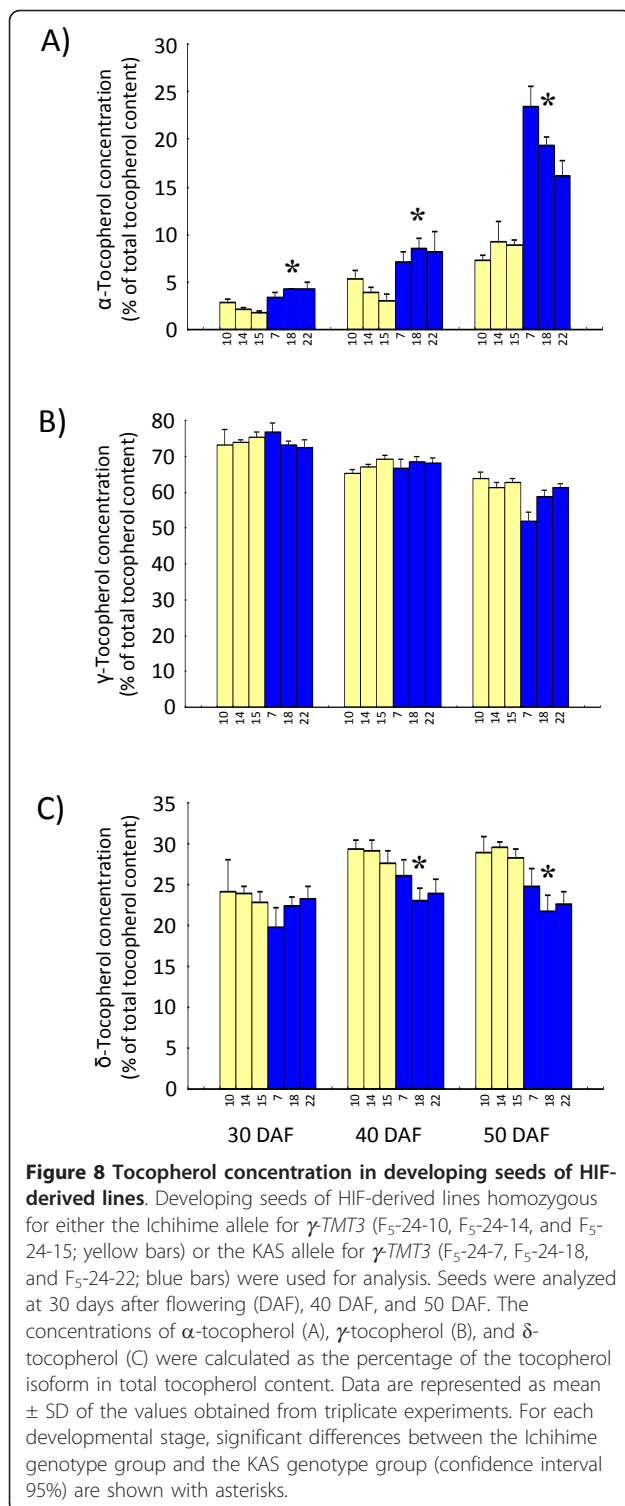 A)
α-Tocopherol concentration
(% of total tocopherol content)
30
25
20
15
10
5
0
10 14 15 7 18 22 10 14 15 7 18 22 10 14 15 7 18 22
* * *
B)
γ-Tocopherol concentration
(% of total tocopherol content)
80
70
60
50
40
30
20
10
0
10 14 15 7 18 22 10 14 15 7 18 22 10 14 15 7 18 22
C)
δ-Tocopherol concentration
(% of total tocopherol content)
35
30
25
20
15
10
5
0
* *
10 14 15 7 18 22 10 14 15 7 18 22 10 14 15 7 18 22
30 DAF 40 DAF 50 DAF
Figure 8 Tocopherol concentration in developing seeds of HIF-
derived lines. Developing seeds of HIF-derived lines homozygous
for either the Ichihime allele for γ-TMT3 (F₅-24-10, F₅-24-14, and F₅-
24-15; yellow bars) or the KAS allele for γ-TMT3 (F₅-24-7, F₅-24-18,
and F₅-24-22; blue bars) were used for analysis. Seeds were analyzed
at 30 days after flowering (DAF), 40 DAF, and 50 DAF. The
concentrations of α-tocopherol (A), γ-tocopherol (B), and δ-
tocopherol (C) were calculated as the percentage of the tocopherol
isoform in total tocopherol content. Data are represented as mean
± SD of the values obtained from triplicate experiments. For each
developmental stage, significant differences between the Ichihime
genotype group and the KAS genotype group (confidence interval
95%) are shown with asterisks.